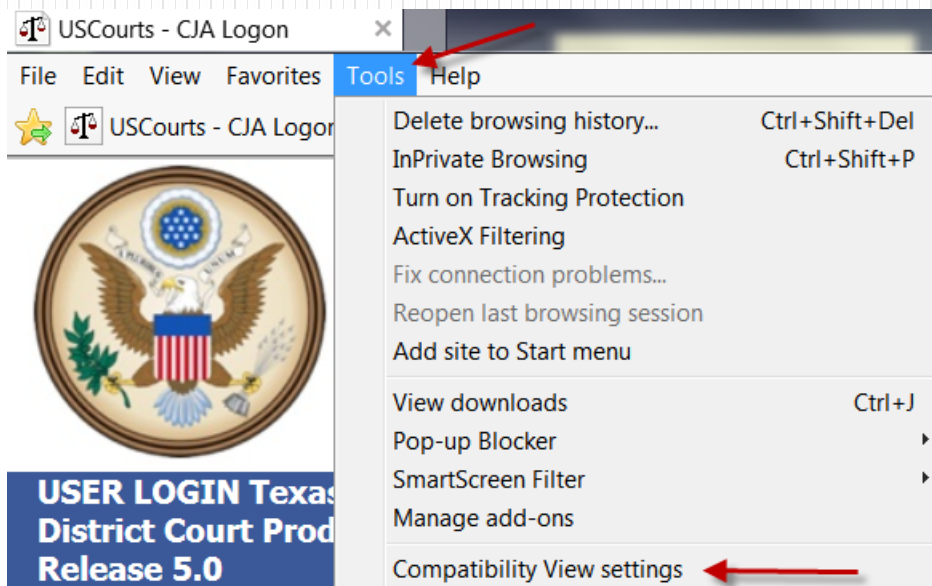 USCourts - CJA Logon
File Edit View Favorites Tools Help
USCourts - CJA Logon
Delete browsing history... Ctrl+Shift+Del
InPrivate Browsing Ctrl+Shift+P
Turn on Tracking Protection
ActiveX Filtering
Fix connection problems...
Reopen last browsing session
Add site to Start menu
View downloads Ctrl+J
Pop-up Blocker
SmartScreen Filter
Manage add-ons
Compatibility View settings
USER LOGIN Texas
District Court Prod
Release 5.0